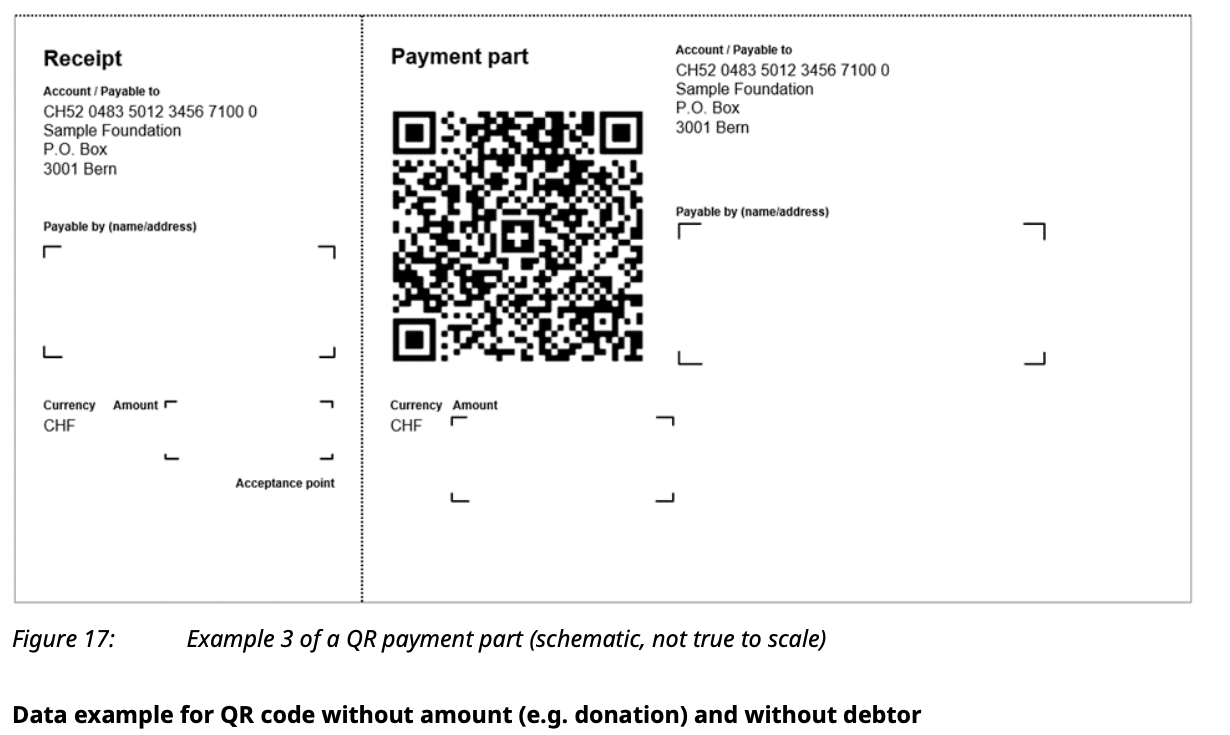 Receipt
Account / Payable to
CH52 0483 5012 3456 7100 0
Sample Foundation
P.O. Box
3001 Bern
Payable by (name/address)
Currency Amount
CHF
Acceptance point
Payment part
Currency Amount
CHF
Account / Payable to
CH52 0483 5012 3456 7100 0
Sample Foundation
P.O. Box
3001 Bern
Payable by (name/address)
Figure 17: Example 3 of a QR payment part (schematic, not true to scale)
Data example for QR code without amount (e.g. donation) and without debtor